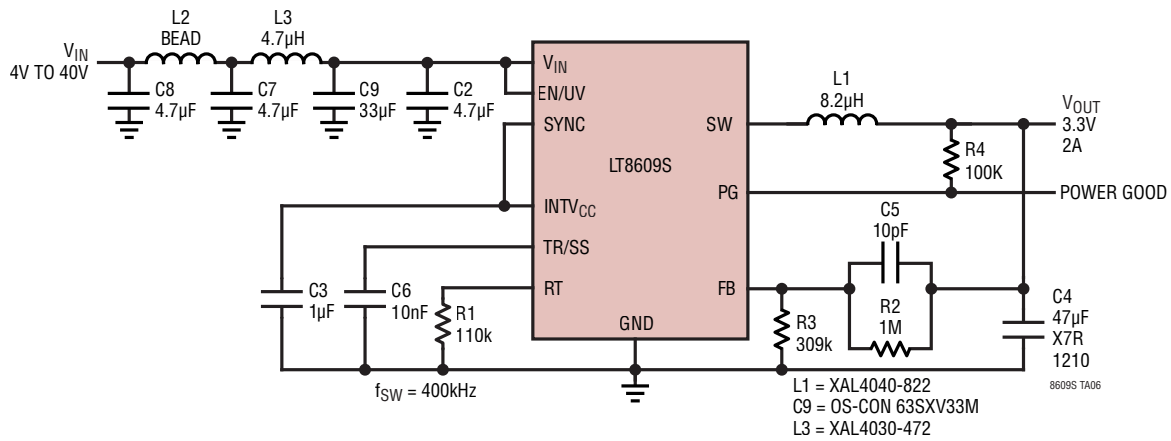 L2
BEAD
L3
4.7µH
VIN
4V TO 40V
C8
4.7µF
C7
4.7µF
C9
33µF
C2
4.7µF
VIN
EN/UV
SYNC
INTVCC
TR/SS
RT
LT8609S
SW
PG
FB
GND
L1
8.2µH
VOUT
3.3V
2A
R4
100K
POWER GOOD
C5
10pF
R2
1M
R3
309k
C4
47µF
X7R
1210
C3
1µF
C6
10nF
R1
110k
fSW = 400kHz
L1 = XAL4040-822
C9 = OS-CON 63SXV33M
L3 = XAL4030-472
8609S TA06